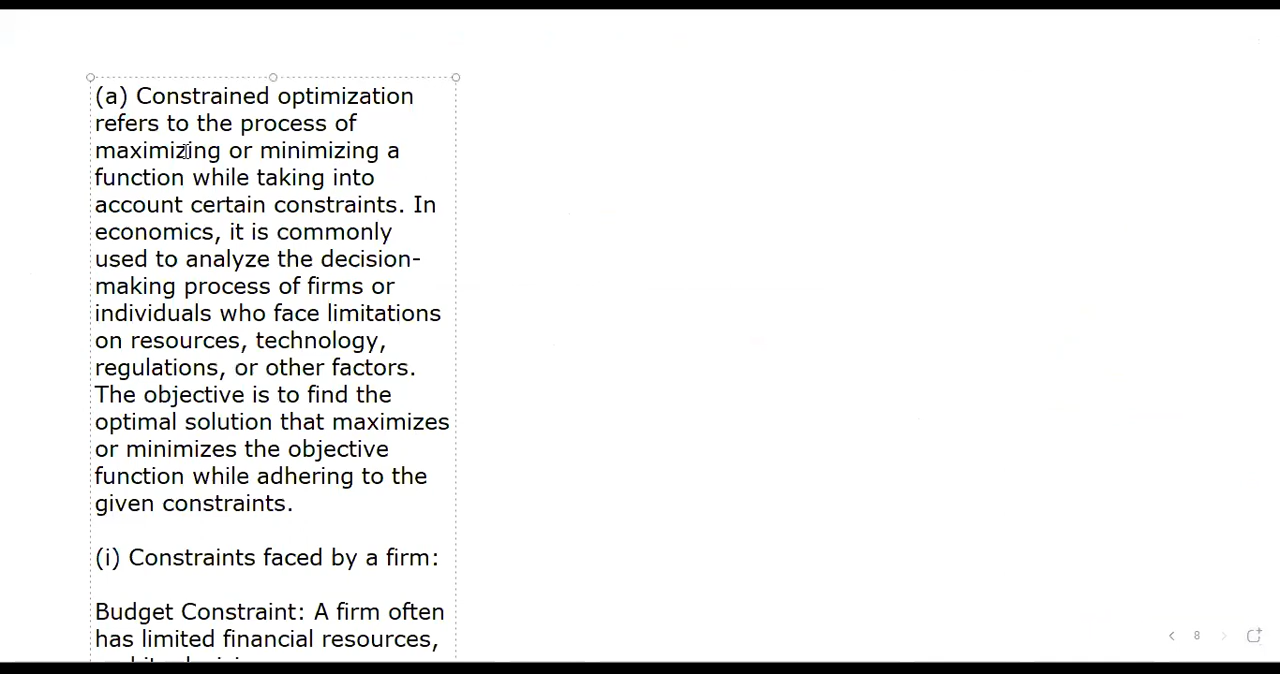 (a) Constrained optimization
refers to the process of
maximizing or minimizing a
function while taking into
account certain constraints. In
economics, it is commonly
used to analyze the decision-
making process of firms or
individuals who face limitations
on resources, technology,
regulations, or other factors.
The objective is to find the
optimal solution that maximizes
or minimizes the objective
function while adhering to the
given constraints.
(i) Constraints faced by a firm:
Budget Constraint: A firm often
has limited financial resources,
8